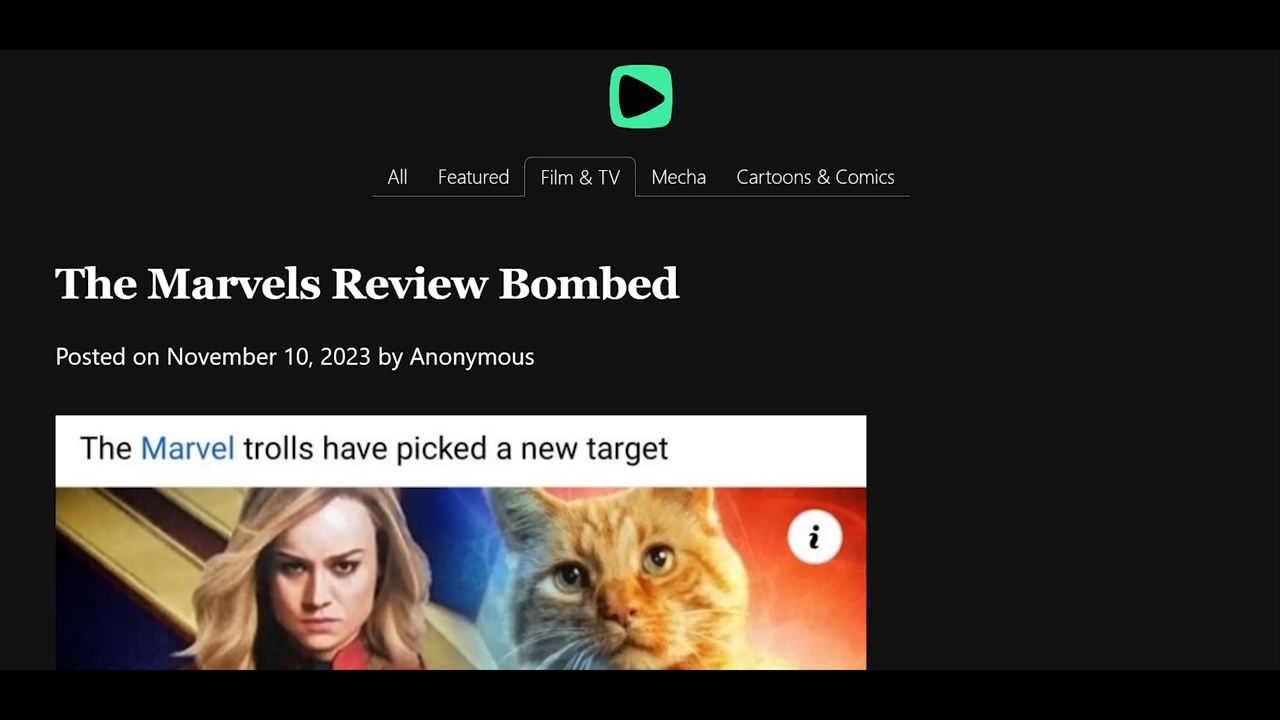 All Featured Film & TV Mecha Cartoons & Comics
The Marvels Review Bombed
Posted on November 10, 2023 by Anonymous
The Marvel trolls have picked a new target
i